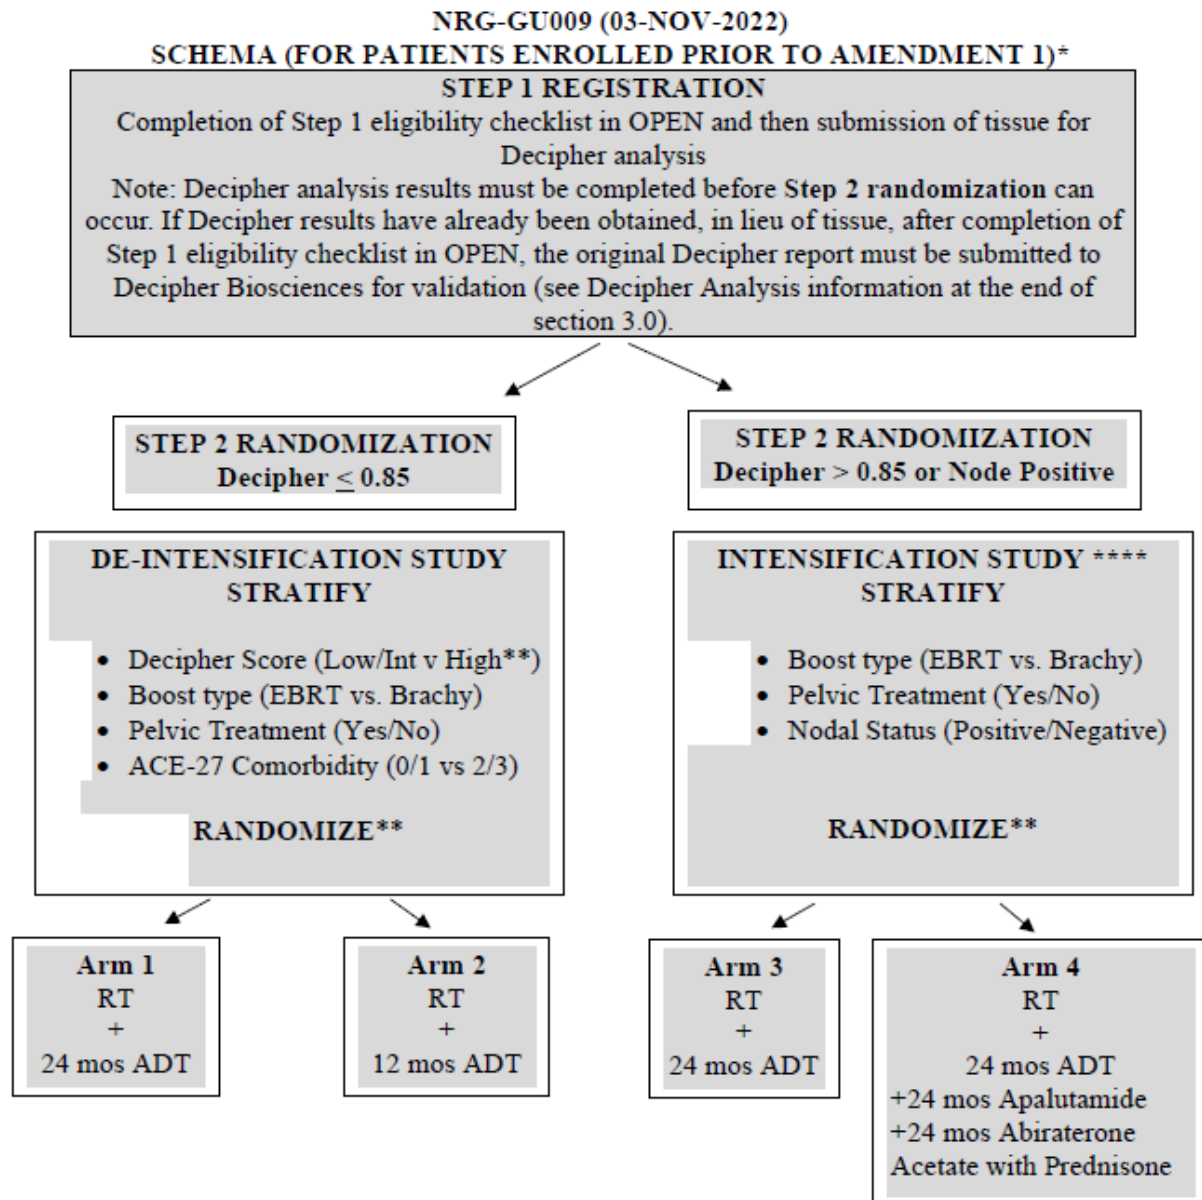 NRG-GU009 (03-NOV-2022)
SCHEMA (FOR PATIENTS ENROLLED PRIOR TO AMENDMENT 1)*
STEP 1 REGISTRATION
Completion of Step 1 eligibility checklist in OPEN and then submission of tissue for
Decipher analysis
Note: Decipher analysis results must be completed before Step 2 randomization can
occur. If Decipher results have already been obtained, in lieu of tissue, after completion of
Step 1 eligibility checklist in OPEN, the original Decipher report must be submitted to
Decipher Biosciences for validation (see Decipher Analysis information at the end of
section 3.0).
STEP 2 RANDOMIZATION
Decipher ≤ 0.85
STEP 2 RANDOMIZATION
Decipher > 0.85 or Node Positive
DE-INTENSIFICATION STUDY
STRATIFY
• Decipher Score (Low/Int v High**)
• Boost type (EBRT vs. Brachy)
• Pelvic Treatment (Yes/No)
• ACE-27 Comorbidity (0/1 vs 2/3)
RANDOMIZE**
INTENSIFICATION STUDY ****
STRATIFY
• Boost type (EBRT vs. Brachy)
• Pelvic Treatment (Yes/No)
• Nodal Status (Positive/Negative)
RANDOMIZE**
Arm 1
RT
+
24 mos ADT
Arm 2
RT
+
12 mos ADT
Arm 3
RT
+
24 mos ADT
Arm 4
RT
+
24 mos ADT
+24 mos Apalutamide
+24 mos Abiraterone
Acetate with Prednisone